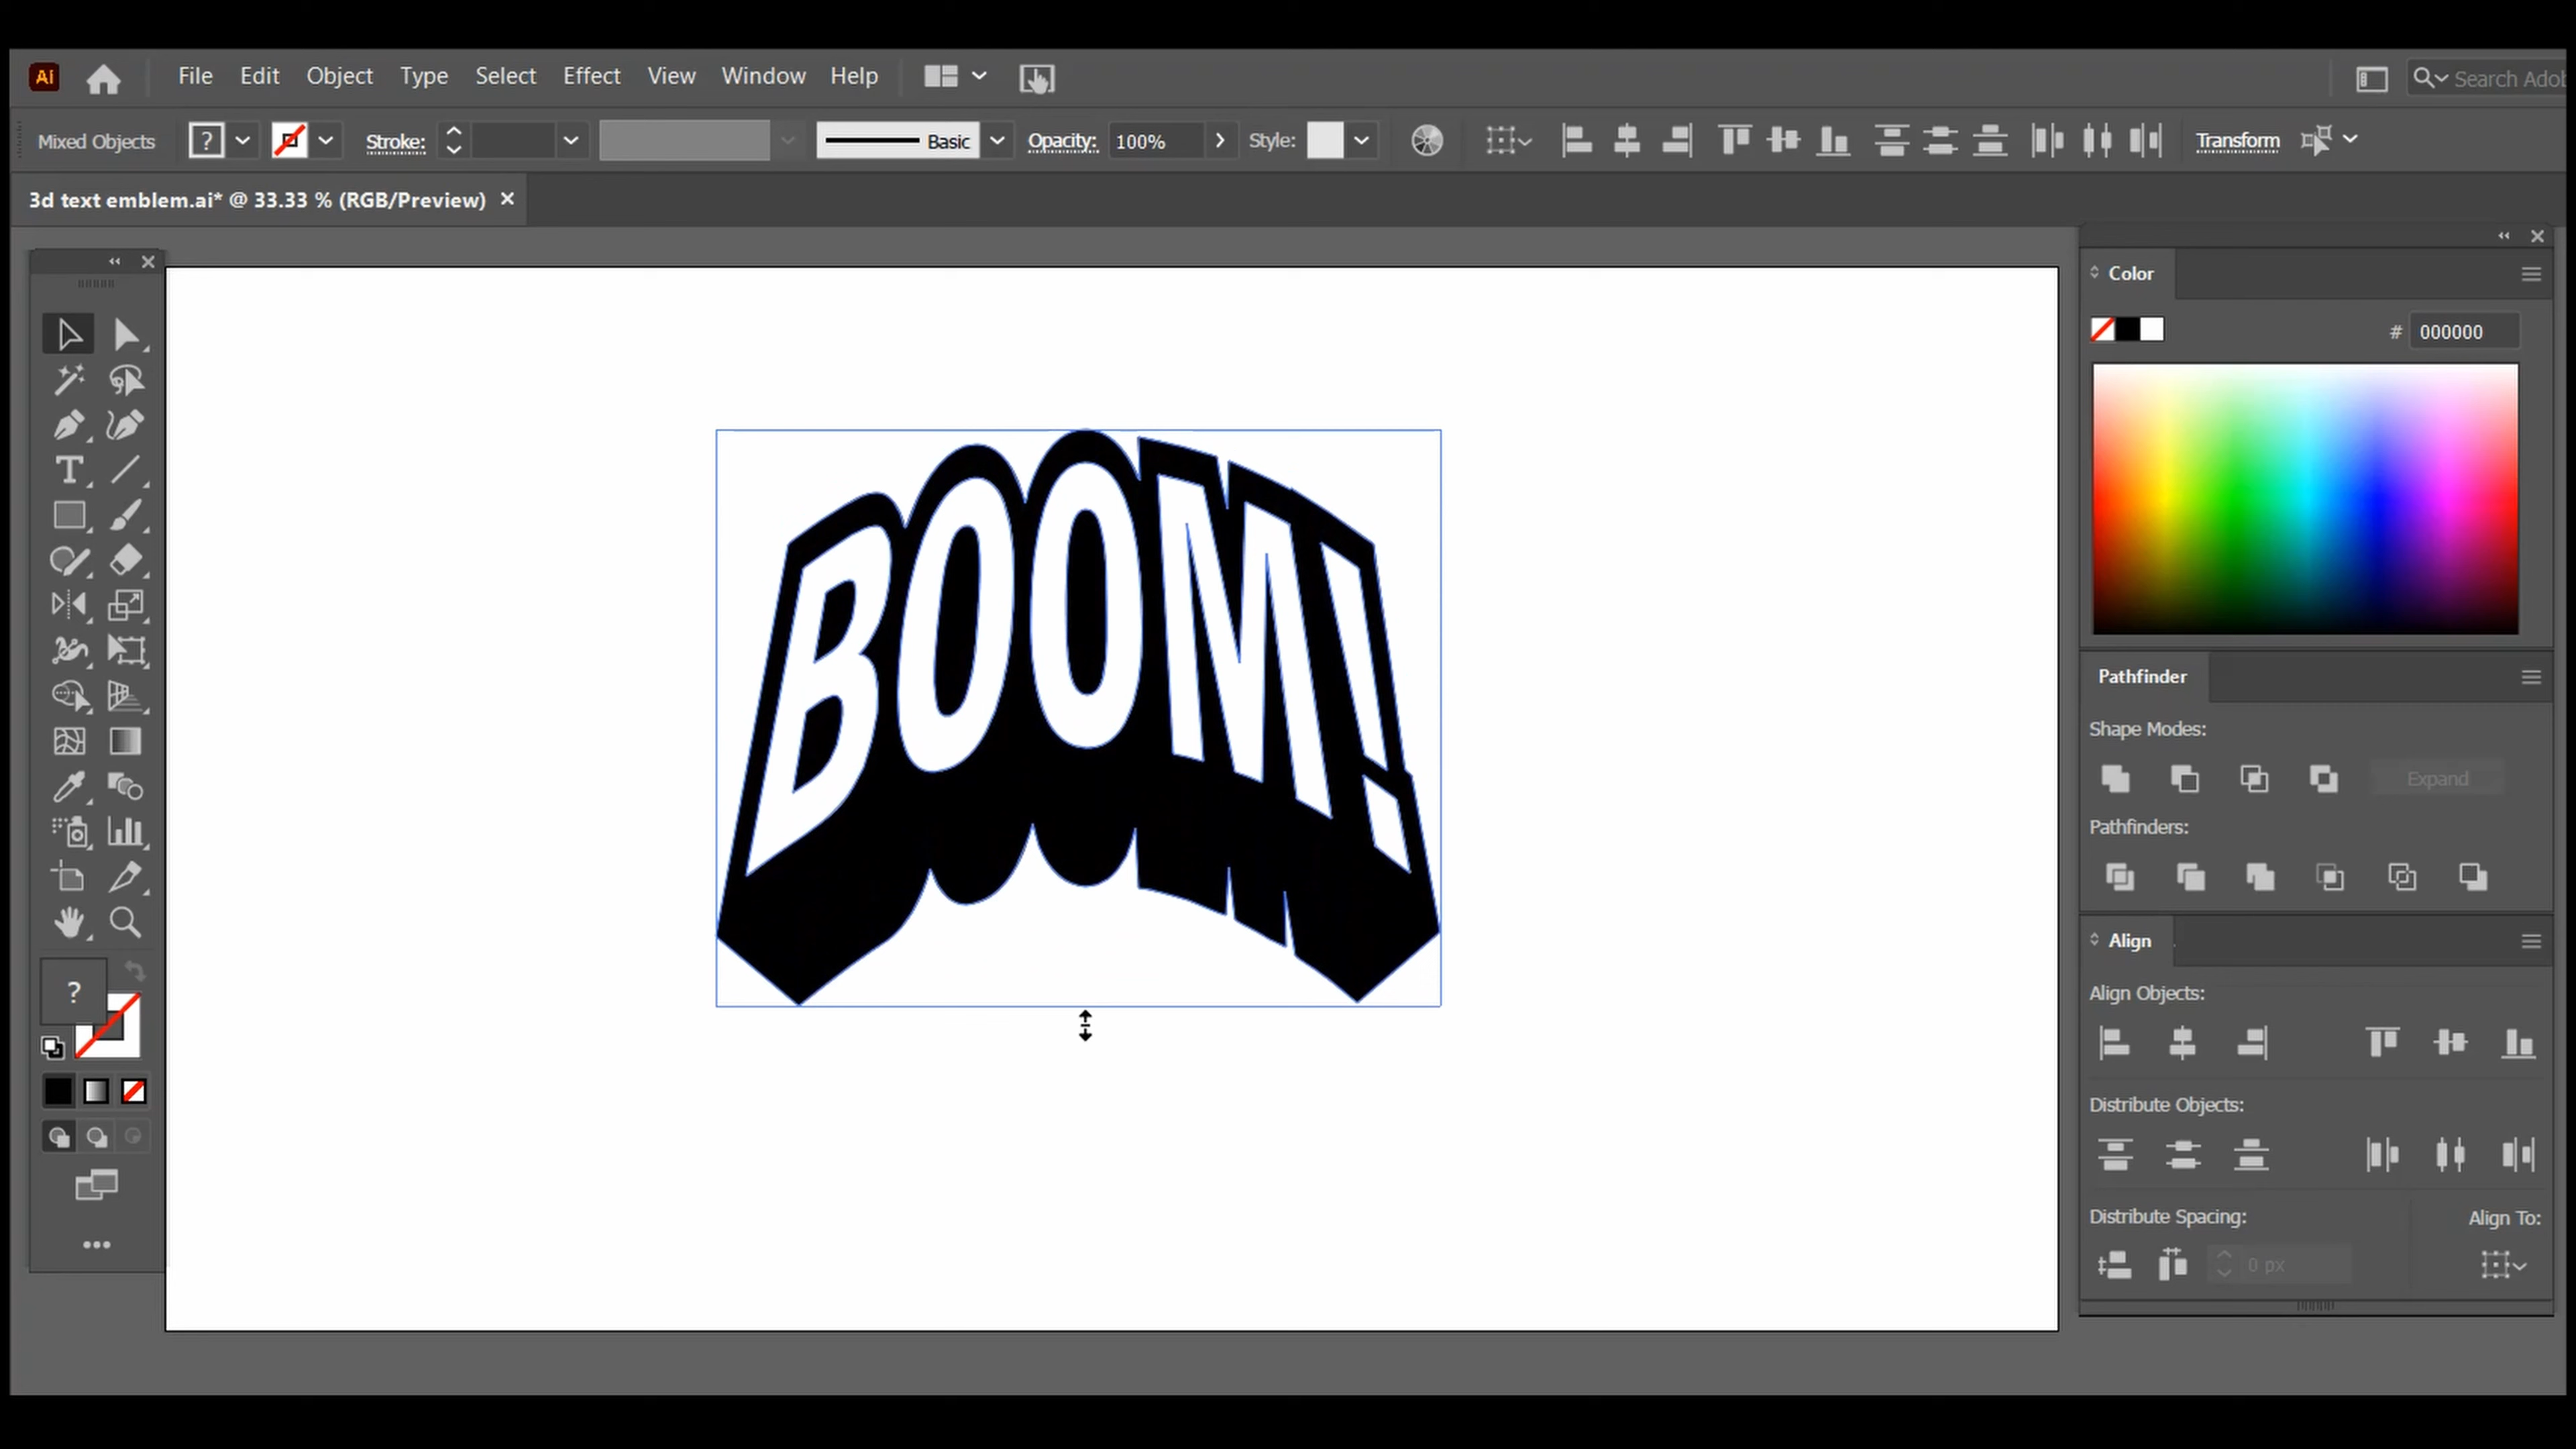 Ai File Edit Object Type Select Effect View Window Help Search Adob
Mixed Objects ? Stroke: Basic Opacity: 100% Style: Transform
3d text emblem.ai* @ 33.33 % (RGB/Preview)
Color
# 000000
BOOM!
Pathfinder
Shape Modes:
Expand
Pathfinders:
Align
Align Objects:
?
Distribute Objects:
Distribute Spacing: Align To:
0 px